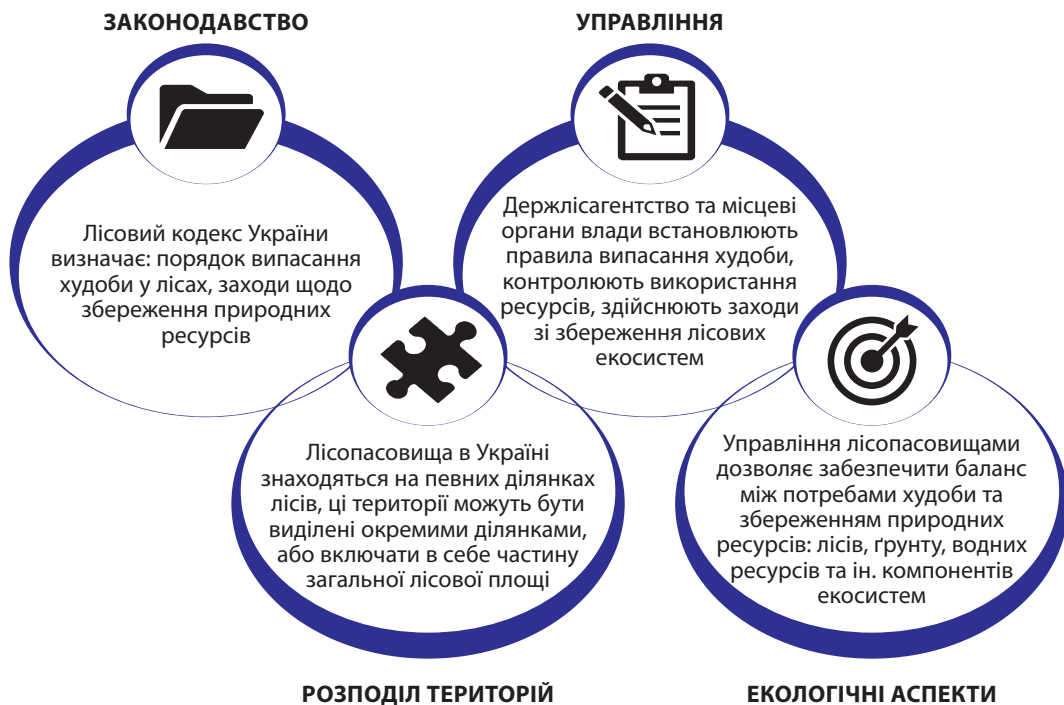 ЗАКОНОДАВСТВО
Лісовий кодекс України
визначає: порядок випасання
худоби у лісах, заходи щодо
збереження природних
ресурсів
УПРАВЛІННЯ
Держлісагентство та місцеві
органи влади встановлюють
правила випасання худоби,
контролюють використання
ресурсів, здійснюють заходи
зі збереження лісових
екосистем
Лісопасовища в Україні
знаходяться на певних ділянках
лісів, ці території можуть бути
виділені окремими ділянками,
або включати в себе частину
загальної лісової площі
РОЗПОДІЛ ТЕРИТОРІЙ
Управління лісопасовищами
дозволяє забезпечити баланс
між потребами худоби та
збереженням природних
ресурсів: лісів, ґрунту, водних
ресурсів та ін. компонентів
екосистем
ЕКОЛОГІЧНІ АСПЕКТИ